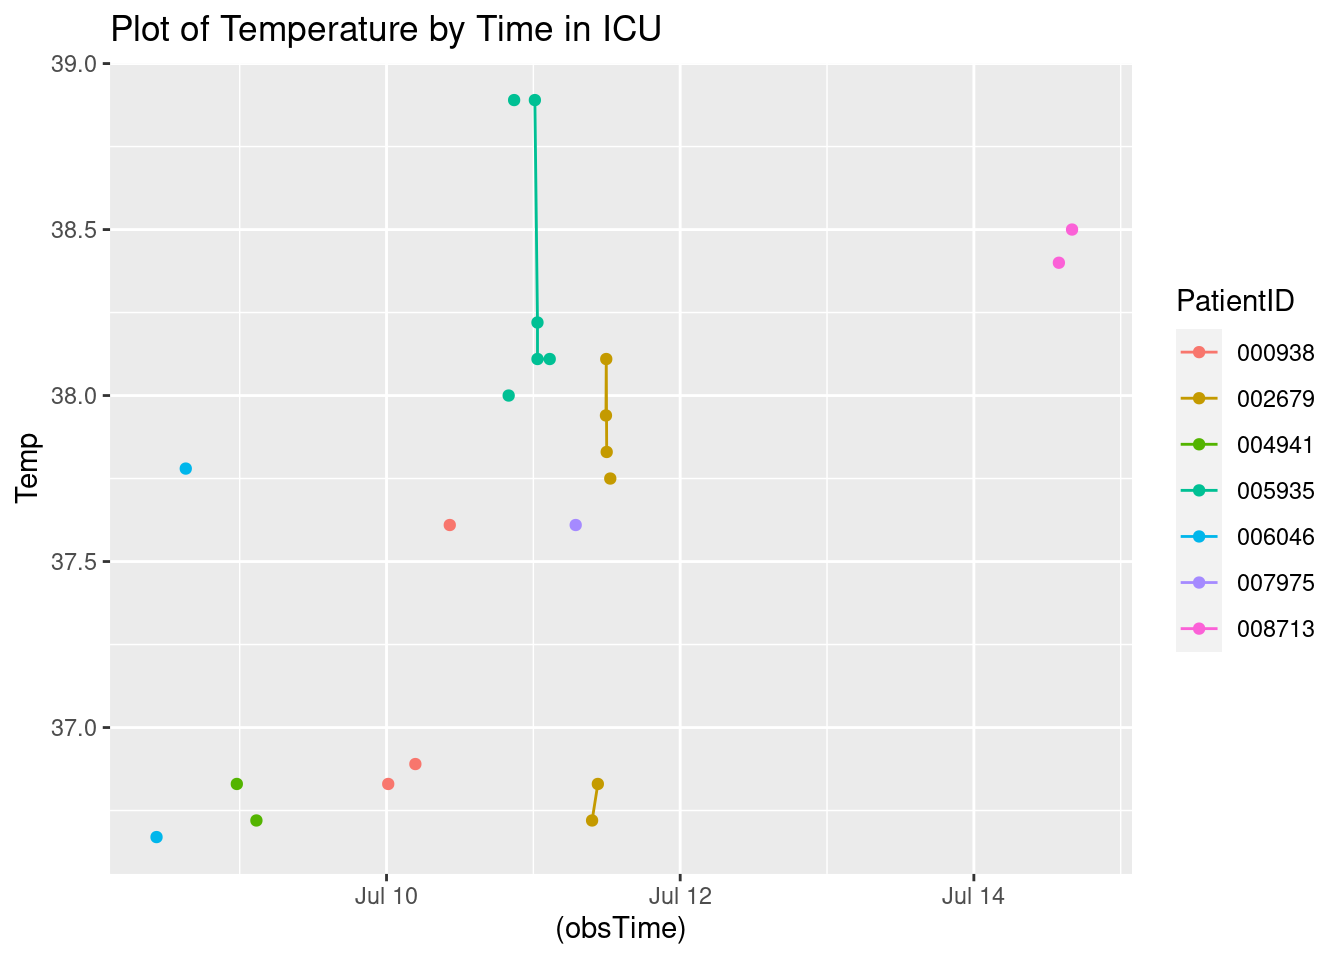 Plot of Temperature by Time in ICU
39.0
38.5
38.0
37.5
37.0
Temp
Jul 10
Jul 12
Jul 14
(obsTime)
PatientID
000938
002679
004941
005935
006046
007975
008713